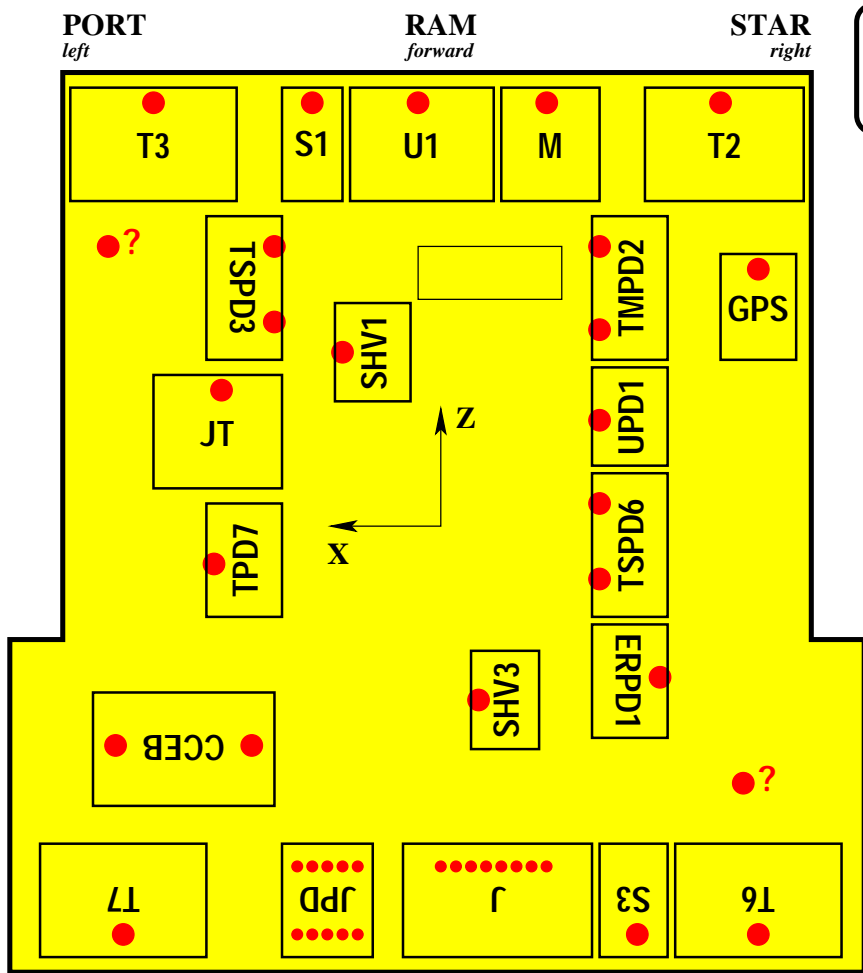 PORT RAM STAR
left forward right
T3 S1 U1 M T2
?
TSPD3
TMPD2
GPS
SHV1
UPD1
JT
Z
TSPD6
TPD7
X
ERPD1
SHV3
CCEB
?
T7 JPD J S3 T6